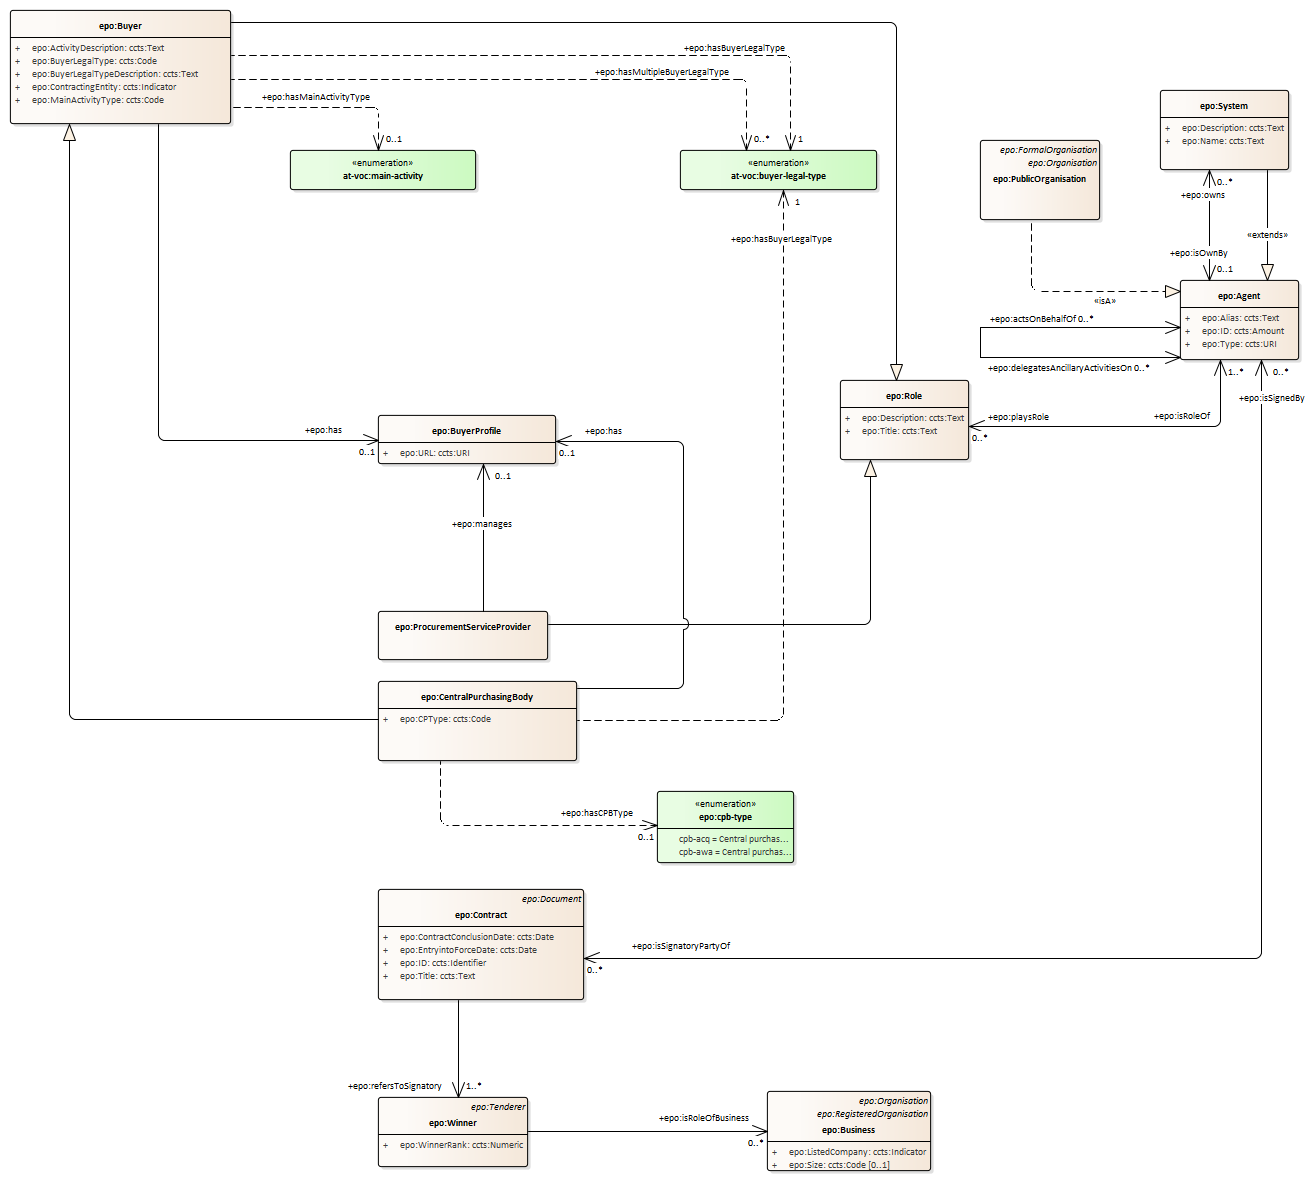 epo:Buyer
+ epo:ActivityDescription: ccts:Text
+ epo:BuyerLegalType: ccts:Code
+ epo:BuyerLegalTypeDescription: ccts:Text
+ epo:ContractingEntity: ccts:Indicator
+ epo:MainActivityType: ccts:Code
+epo:hasBuyerLegalType
+epo:hasMultipleBuyerLegalType
+epo:hasMainActivityType
0..1
0..*
1
«enumeration»
at-voc:main-activity
«enumeration»
at-voc:buyer-legal-type
1
+epo:hasBuyerLegalType
epo:System
+ epo:Description: ccts:Text
+ epo:Name: ccts:Text
epo:FormalOrganisation
epo:Organisation
epo:PublicOrganisation
0..*
+epo:owns
«extends»
+epo:isOwnBy
0..1
«isA»
epo:Agent
+ epo:Alias: ccts:Text
+ epo:ID: ccts:Amount
+ epo:Type: ccts:URI
+epo:actsOnBehalfOf 0..*
+epo:delegatesAncillaryActivitiesOn 0..*
1..*
0..*
+epo:isSignedBy
epo:Role
+ epo:Description: ccts:Text
+ epo:Title: ccts:Text
+epo:playsRole
0..*
+epo:isRoleOf
+epo:has
0..1
epo:BuyerProfile
+ epo:URL: ccts:URI
+epo:has
0..1
0..1
+epo:manages
epo:ProcurementServiceProvider
epo:CentralPurchasingBody
+ epo:CPType: ccts:Code
+epo:hasCPBType
0..1
«enumeration»
epo:cpb-type
cpb-acq = Central purchas...
cpb-awa = Central purchas...
epo:Document
epo:Contract
+ epo:ContractConclusionDate: ccts:Date
+ epo:EntryintoForceDate: ccts:Date
+ epo:ID: ccts:Identifier
+ epo:Title: ccts:Text
+epo:isSignatoryPartyOf
0..*
+epo:refersToSignatory
1..*
epo:Tenderer
epo:Winner
+ epo:WinnerRank: ccts:Numeric
+epo:isRoleOfBusiness
0..*
epo:Organisation
epo:RegisteredOrganisation
epo:Business
+ epo:ListedCompany: ccts:Indicator
+ epo:Size: ccts:Code [0..1]